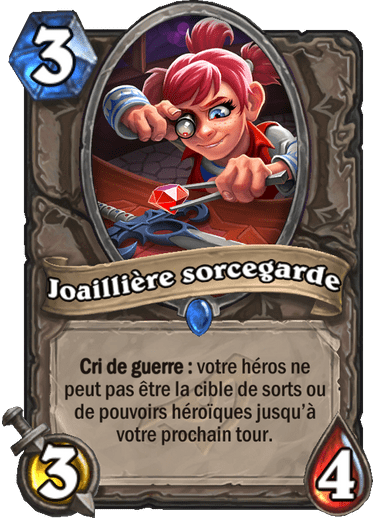 3
Joaillière sorcegarde
Cri de guerre : votre héros ne
peut pas être la cible de sorts ou
de pouvoirs héroïques jusqu'à
votre prochain tour.
3
4